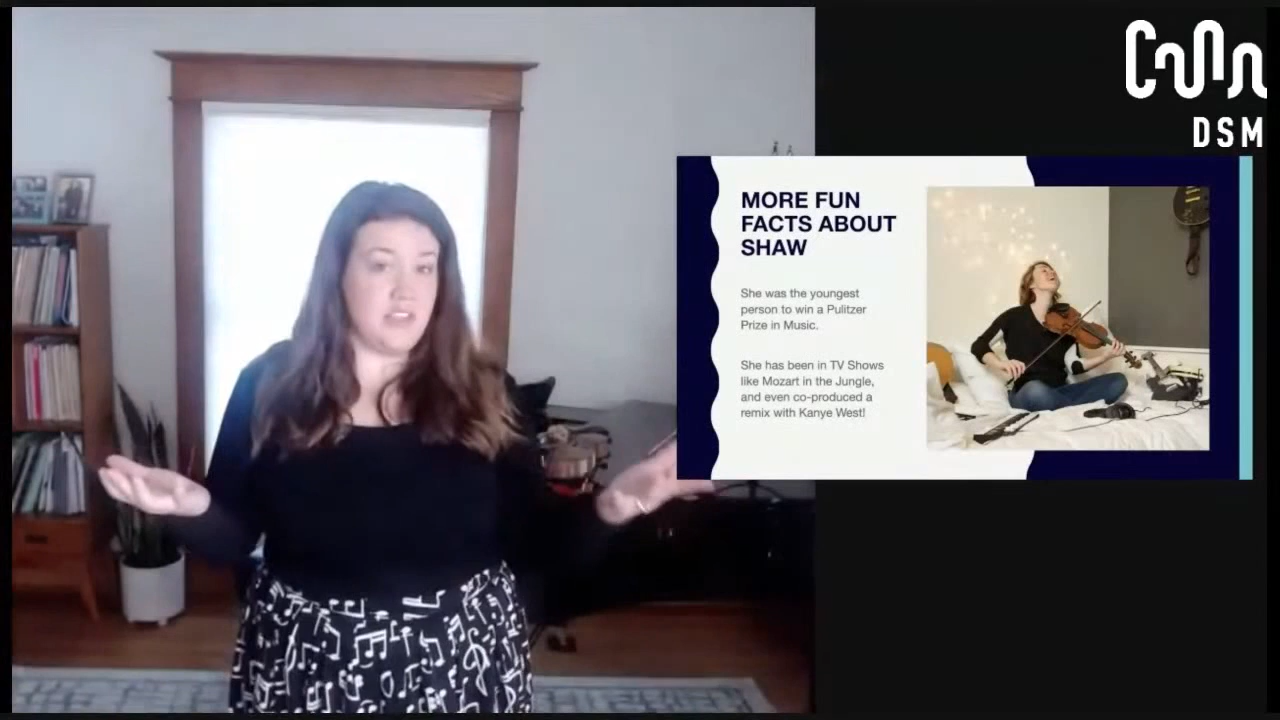 DSM
MORE FUN
FACTS ABOUT
SHAW
She was the youngest
person to win a Pulitzer
Prize in Music.
She has been in TV Shows
like Mozart in the Jungle,
and even co-produced a
remix with Kanye West!